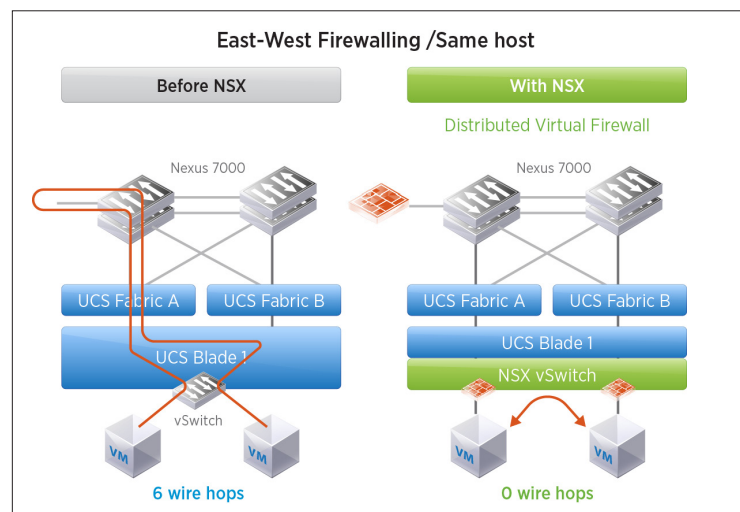 East-West Firewalling /Same host
Before NSX
Nexus 7000
UCS Fabric A
UCS Fabric B
UCS Blade 1
vSwitch
VM
VM
6 wire hops
With NSX
Distributed Virtual Firewall
Nexus 7000
UCS Fabric A
UCS Fabric B
UCS Blade 1
NSX vSwitch
VM
VM
0 wire hops